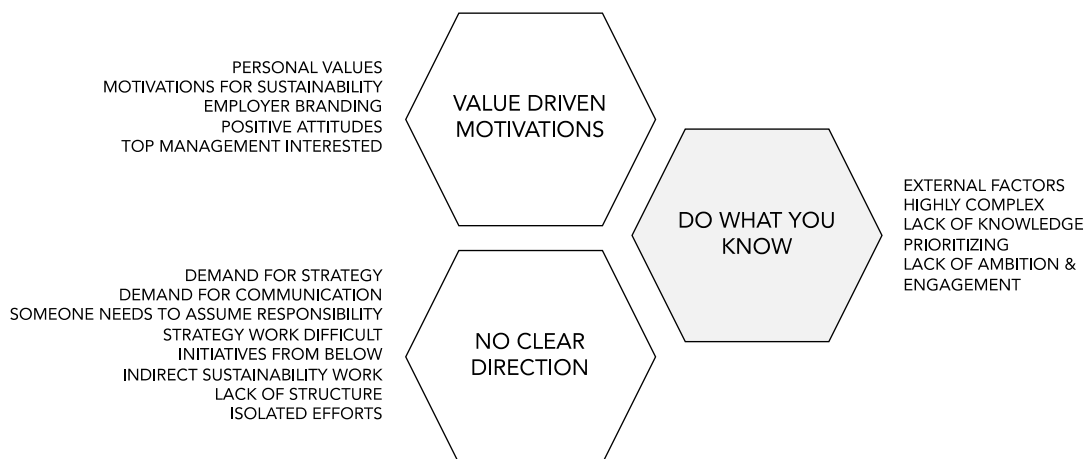 PERSONAL VALUES
MOTIVATIONS FOR SUSTAINABILITY
EMPLOYER BRANDING
POSITIVE ATTITUDES
TOP MANAGEMENT INTERESTED
VALUE DRIVEN
MOTIVATIONS
DO WHAT YOU
KNOW
EXTERNAL FACTORS
HIGHLY COMPLEX
LACK OF KNOWLEDGE
PRIORITIZING
LACK OF AMBITION &
ENGAGEMENT
DEMAND FOR STRATEGY
DEMAND FOR COMMUNICATION
SOMEONE NEEDS TO ASSUME RESPONSIBILITY
STRATEGY WORK DIFFICULT
INITIATIVES FROM BELOW
INDIRECT SUSTAINABILITY WORK
LACK OF STRUCTURE
ISOLATED EFFORTS
NO CLEAR
DIRECTION